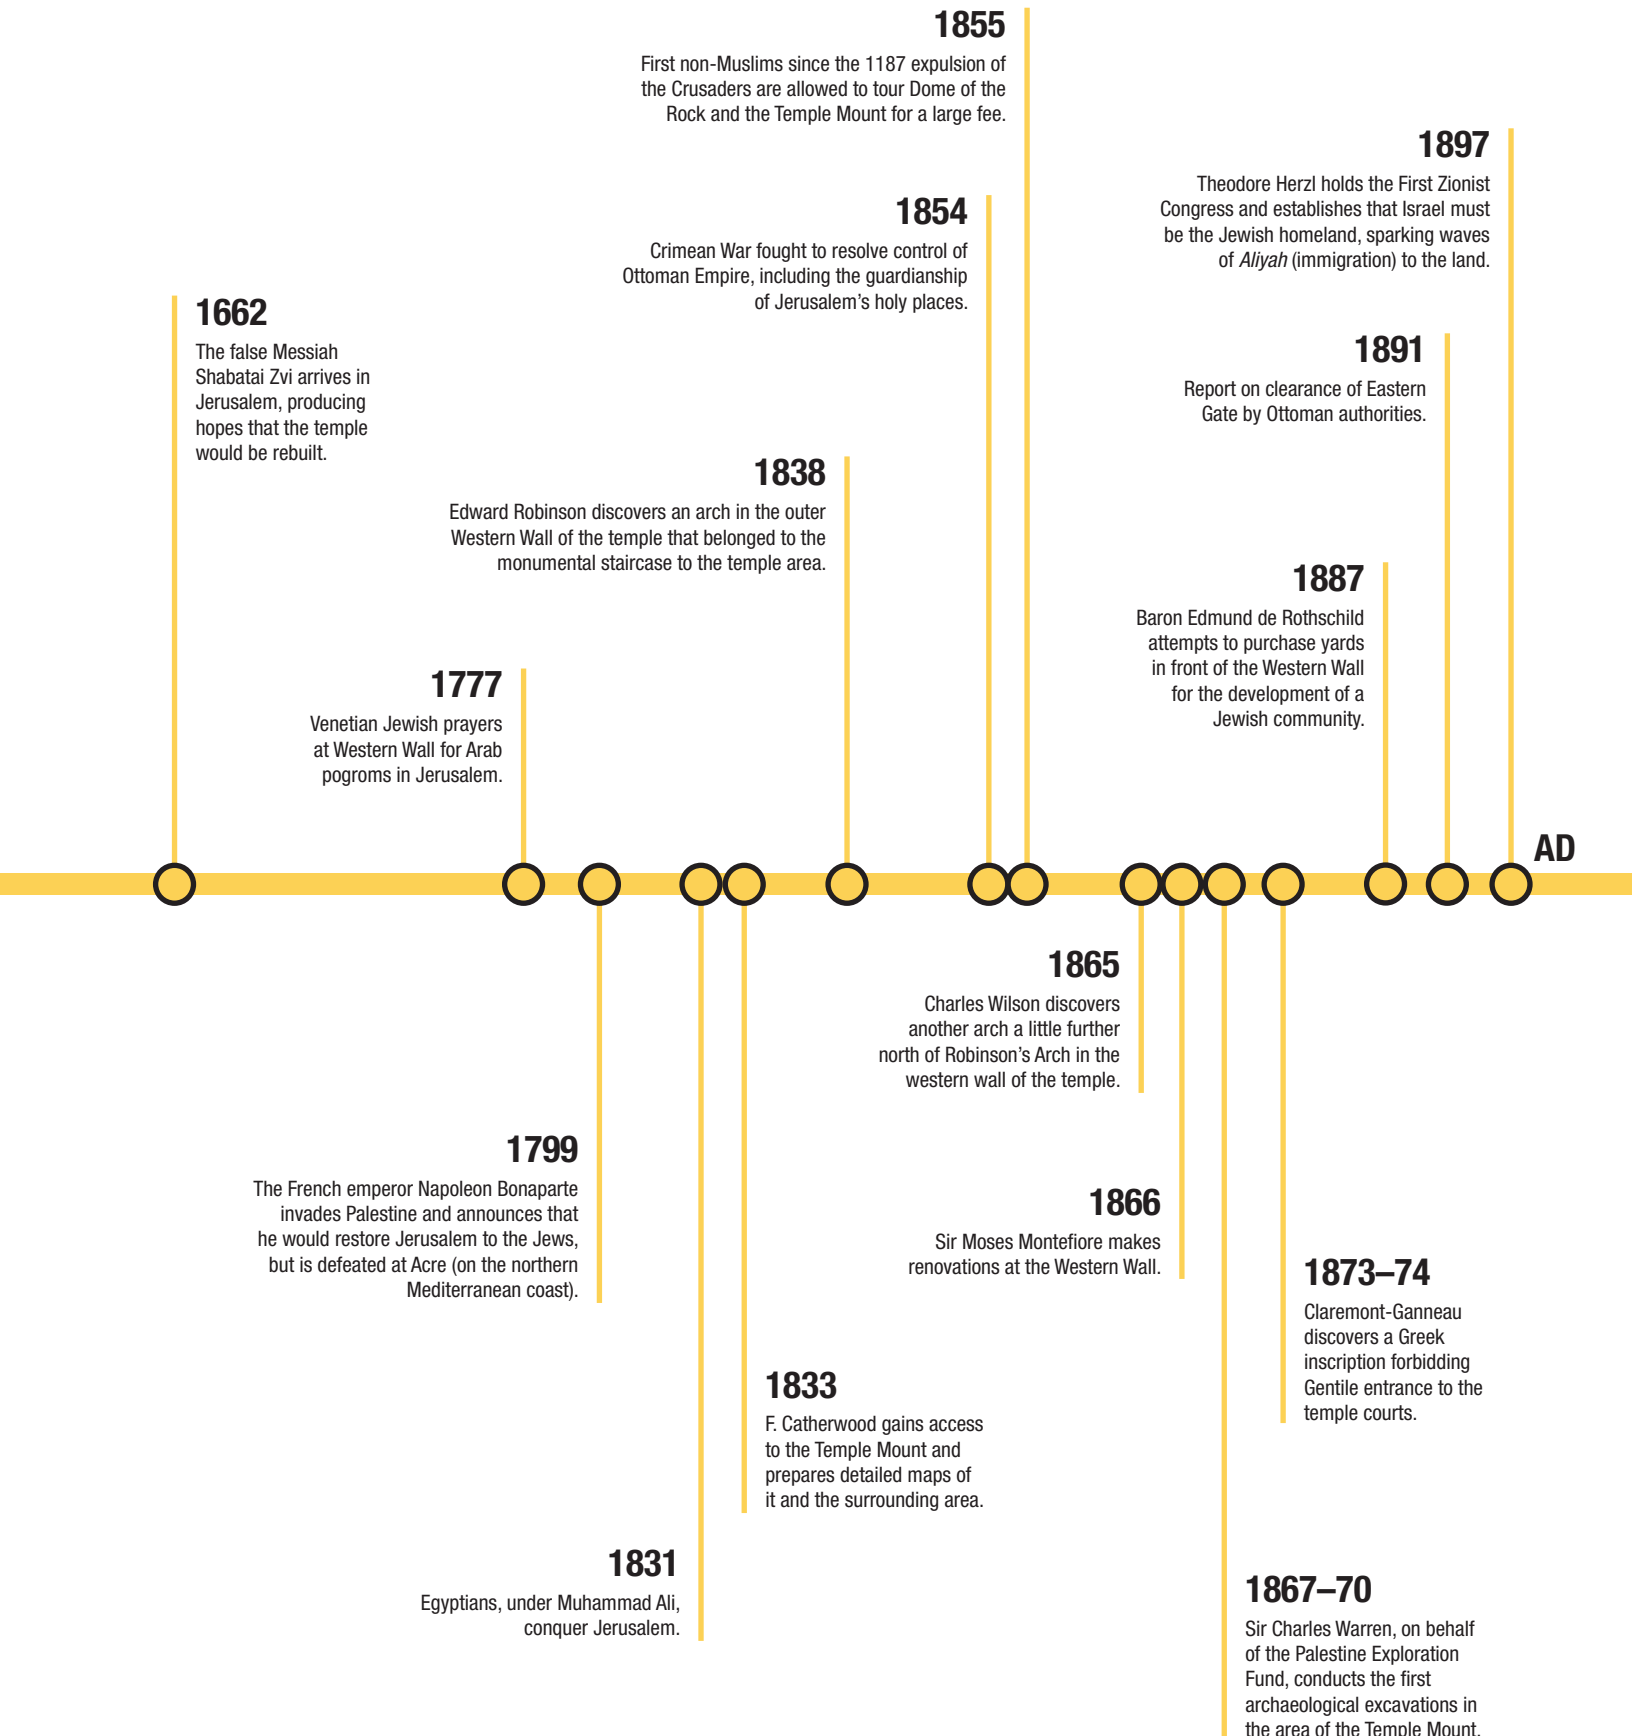 1855
First non-Muslims since the 1187 expulsion of
the Crusaders are allowed to tour Dome of the
Rock and the Temple Mount for a large fee.
1897
Theodore Herzl holds the First Zionist
Congress and establishes that Israel must
be the Jewish homeland, sparking waves
of Aliyah (immigration) to the land.
1854
Crimean War fought to resolve control of
Ottoman Empire, including the guardianship
of Jerusalem's holy places.
1662
The false Messiah
Shabatai Zvi arrives in
Jerusalem, producing
hopes that the temple
would be rebuilt.
1891
Report on clearance of Eastern
Gate by Ottoman authorities.
1838
Edward Robinson discovers an arch in the outer
Western Wall of the temple that belonged to the
monumental staircase to the temple area.
1887
Baron Edmund de Rothschild
attempts to purchase yards
in front of the Western Wall
for the development of a
Jewish community.
1777
Venetian Jewish prayers
at Western Wall for Arab
pogroms in Jerusalem.
AD
1865
Charles Wilson discovers
another arch a little further
north of Robinson's Arch in the
western wall of the temple.
1799
The French emperor Napoleon Bonaparte
invades Palestine and announces that
he would restore Jerusalem to the Jews,
but is defeated at Acre (on the northern
Mediterranean coast).
1866
Sir Moses Montefiore makes
renovations at the Western Wall.
1873–74
Claremont-Ganneau
discovers a Greek
inscription forbidding
Gentile entrance to the
temple courts.
1833
F. Catherwood gains access
to the Temple Mount and
prepares detailed maps of
it and the surrounding area.
1831
Egyptians, under Muhammad Ali,
conquer Jerusalem.
1867–70
Sir Charles Warren, on behalf
of the Palestine Exploration
Fund, conducts the first
archaeological excavations in
the area of the Temple Mount.